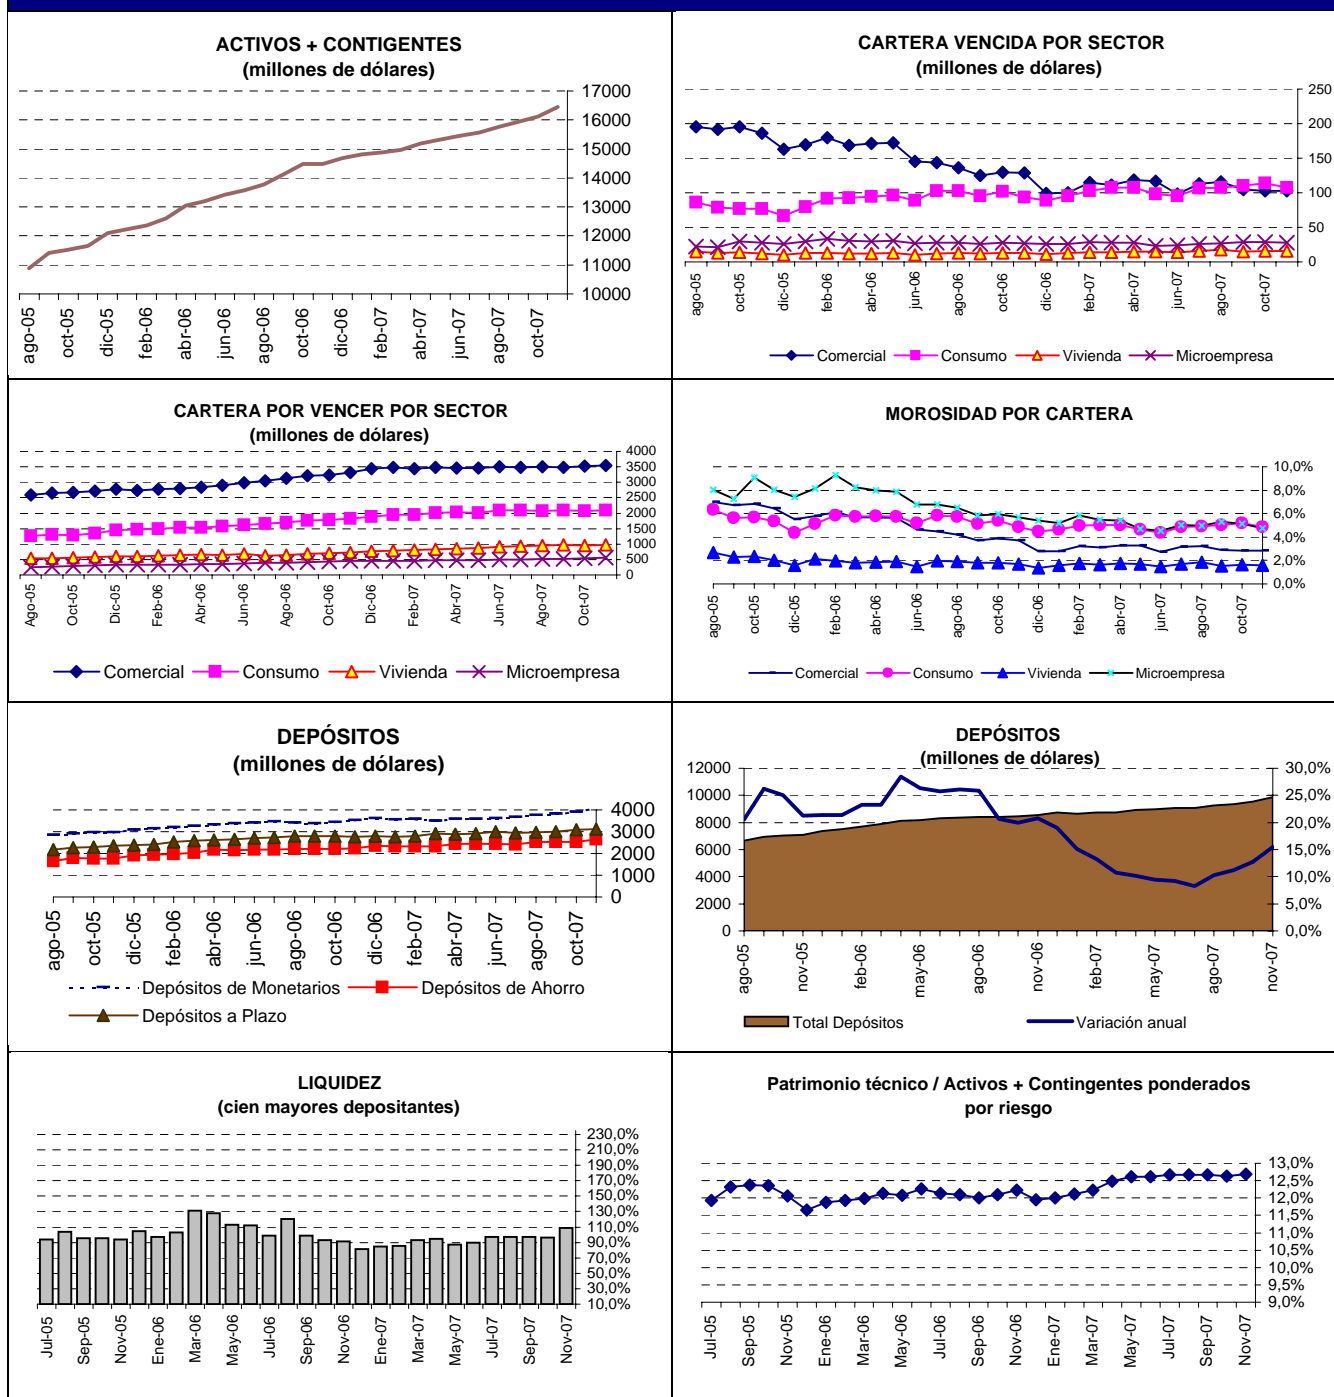 ACTIVOS + CONTIGENTES
(millones de dólares)
17000
16000
15000
14000
13000
12000
11000
10000
ago-05
oct-05
dic-05
feb-06
abr-06
jun-06
ago-06
oct-06
dic-06
feb-07
abr-07
jun-07
ago-07
oct-07
CARTERA VENCIDA POR SECTOR
(millones de dólares)
250
200
150
100
50
0
ago-05
oct-05
dic-05
feb-06
abr-06
jun-06
ago-06
oct-06
dic-06
feb-07
abr-07
jun-07
ago-07
oct-07
Comercial Consumo Vivienda Microempresa
CARTERA POR VENCER POR SECTOR
(millones de dólares)
4000
3500
3000
2500
2000
1500
1000
500
0
Ago-05
Oct-05
Dic-05
Feb-06
Abr-06
Jun-06
Ago-06
Oct-06
Dic-06
Feb-07
Abr-07
Jun-07
Ago-07
Oct-07
Comercial Consumo Vivienda Microempresa
MOROSIDAD POR CARTERA
10,0%
8,0%
6,0%
4,0%
2,0%
0,0%
ago-05
oct-05
dic-05
feb-06
abr-06
jun-06
ago-06
oct-06
dic-06
feb-07
abr-07
jun-07
ago-07
oct-07
Comercial Consumo Vivienda Microempresa
DEPÓSITOS
(millones de dólares)
4000
3000
2000
1000
0
ago-05
oct-05
dic-05
feb-06
abr-06
jun-06
ago-06
oct-06
dic-06
feb-07
abr-07
jun-07
ago-07
oct-07
Depósitos de Monetarios Depósitos de Ahorro
Depósitos a Plazo
DEPÓSITOS
(millones de dólares)
12000
10000
8000
6000
4000
2000
0
30,0%
25,0%
20,0%
15,0%
10,0%
5,0%
0,0%
ago-05
nov-05
feb-06
may-06
ago-06
nov-06
feb-07
may-07
ago-07
nov-07
Total Depósitos Variación anual
LIQUIDEZ
(cien mayores depositantes)
230,0%
210,0%
190,0%
170,0%
150,0%
130,0%
110,0%
90,0%
70,0%
50,0%
30,0%
10,0%
Jul-05
Sep-05
Nov-05
Ene-06
Mar-06
May-06
Jul-06
Sep-06
Nov-06
Ene-07
Mar-07
May-07
Jul-07
Sep-07
Nov-07
Patrimonio técnico / Activos + Contingentes ponderados
por riesgo
13,0%
12,5%
12,0%
11,5%
11,0%
10,5%
10,0%
9,5%
9,0%
Jul-05
Sep-05
Nov-05
Ene-06
Mar-06
May-06
Jul-06
Sep-06
Nov-06
Ene-07
Mar-07
May-07
Jul-07
Sep-07
Nov-07